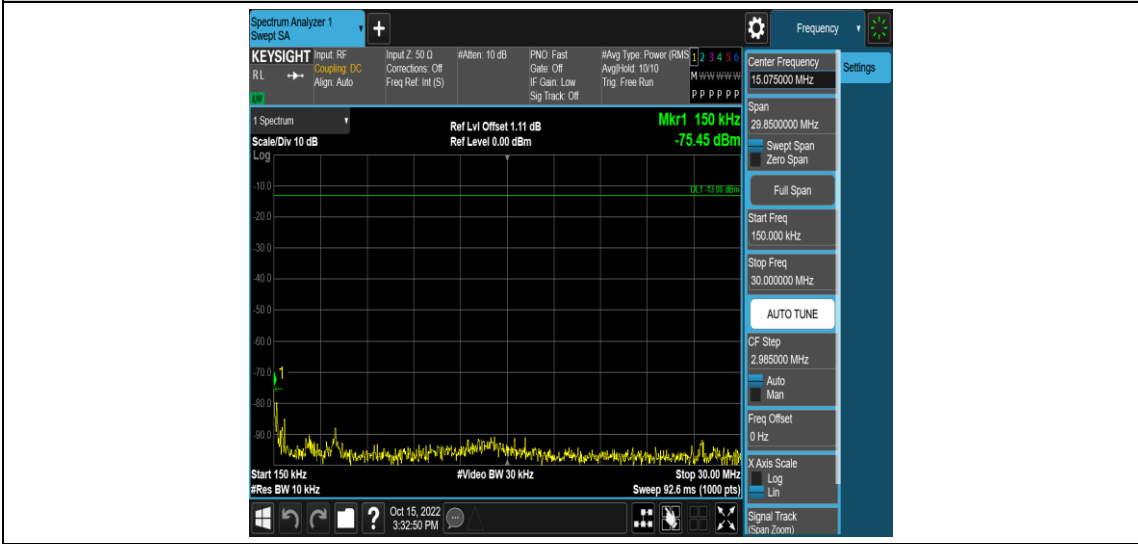 Spectrum Analyzer 1
Swept SA
+
Frequency
KEYSIGHT
Input: RF
Coupling: DC
Align: Auto
RL
LXI
Input Z: 50 Ω
Corrections: Off
Freq Ref: Int (S)
#Atten: 10 dB
PNO: Fast
Gate: Off
IF Gain: Low
Sig Track: Off
#Avg Type: Power (RMS
Avg|Hold: 10/10
Trig: Free Run
1 2 3 4 5 6
M W W W W W
P P P P P P
Center Frequency
15.075000 MHz
Settings
1 Spectrum
Scale/Div 10 dB
Ref Lvl Offset 1.11 dB
Ref Level 0.00 dBm
Mkr1 150 kHz
-75.45 dBm
Log
DL1 -13.00 dBm
-10.0
-20.0
-30.0
-40.0
-50.0
-60.0
-70.0
1
-80.0
-90.0
Start 150 kHz
#Res BW 10 kHz
#Video BW 30 kHz
Stop 30.00 MHz
Sweep 92.6 ms (1000 pts)
Span
29.8500000 MHz
Swept Span
Zero Span
Full Span
Start Freq
150.000 kHz
Stop Freq
30.000000 MHz
AUTO TUNE
CF Step
2.985000 MHz
Auto
Man
Freq Offset
0 Hz
X Axis Scale
Log
Lin
Signal Track
(Span Zoom)
?
Oct 15, 2022
3:32:50 PM